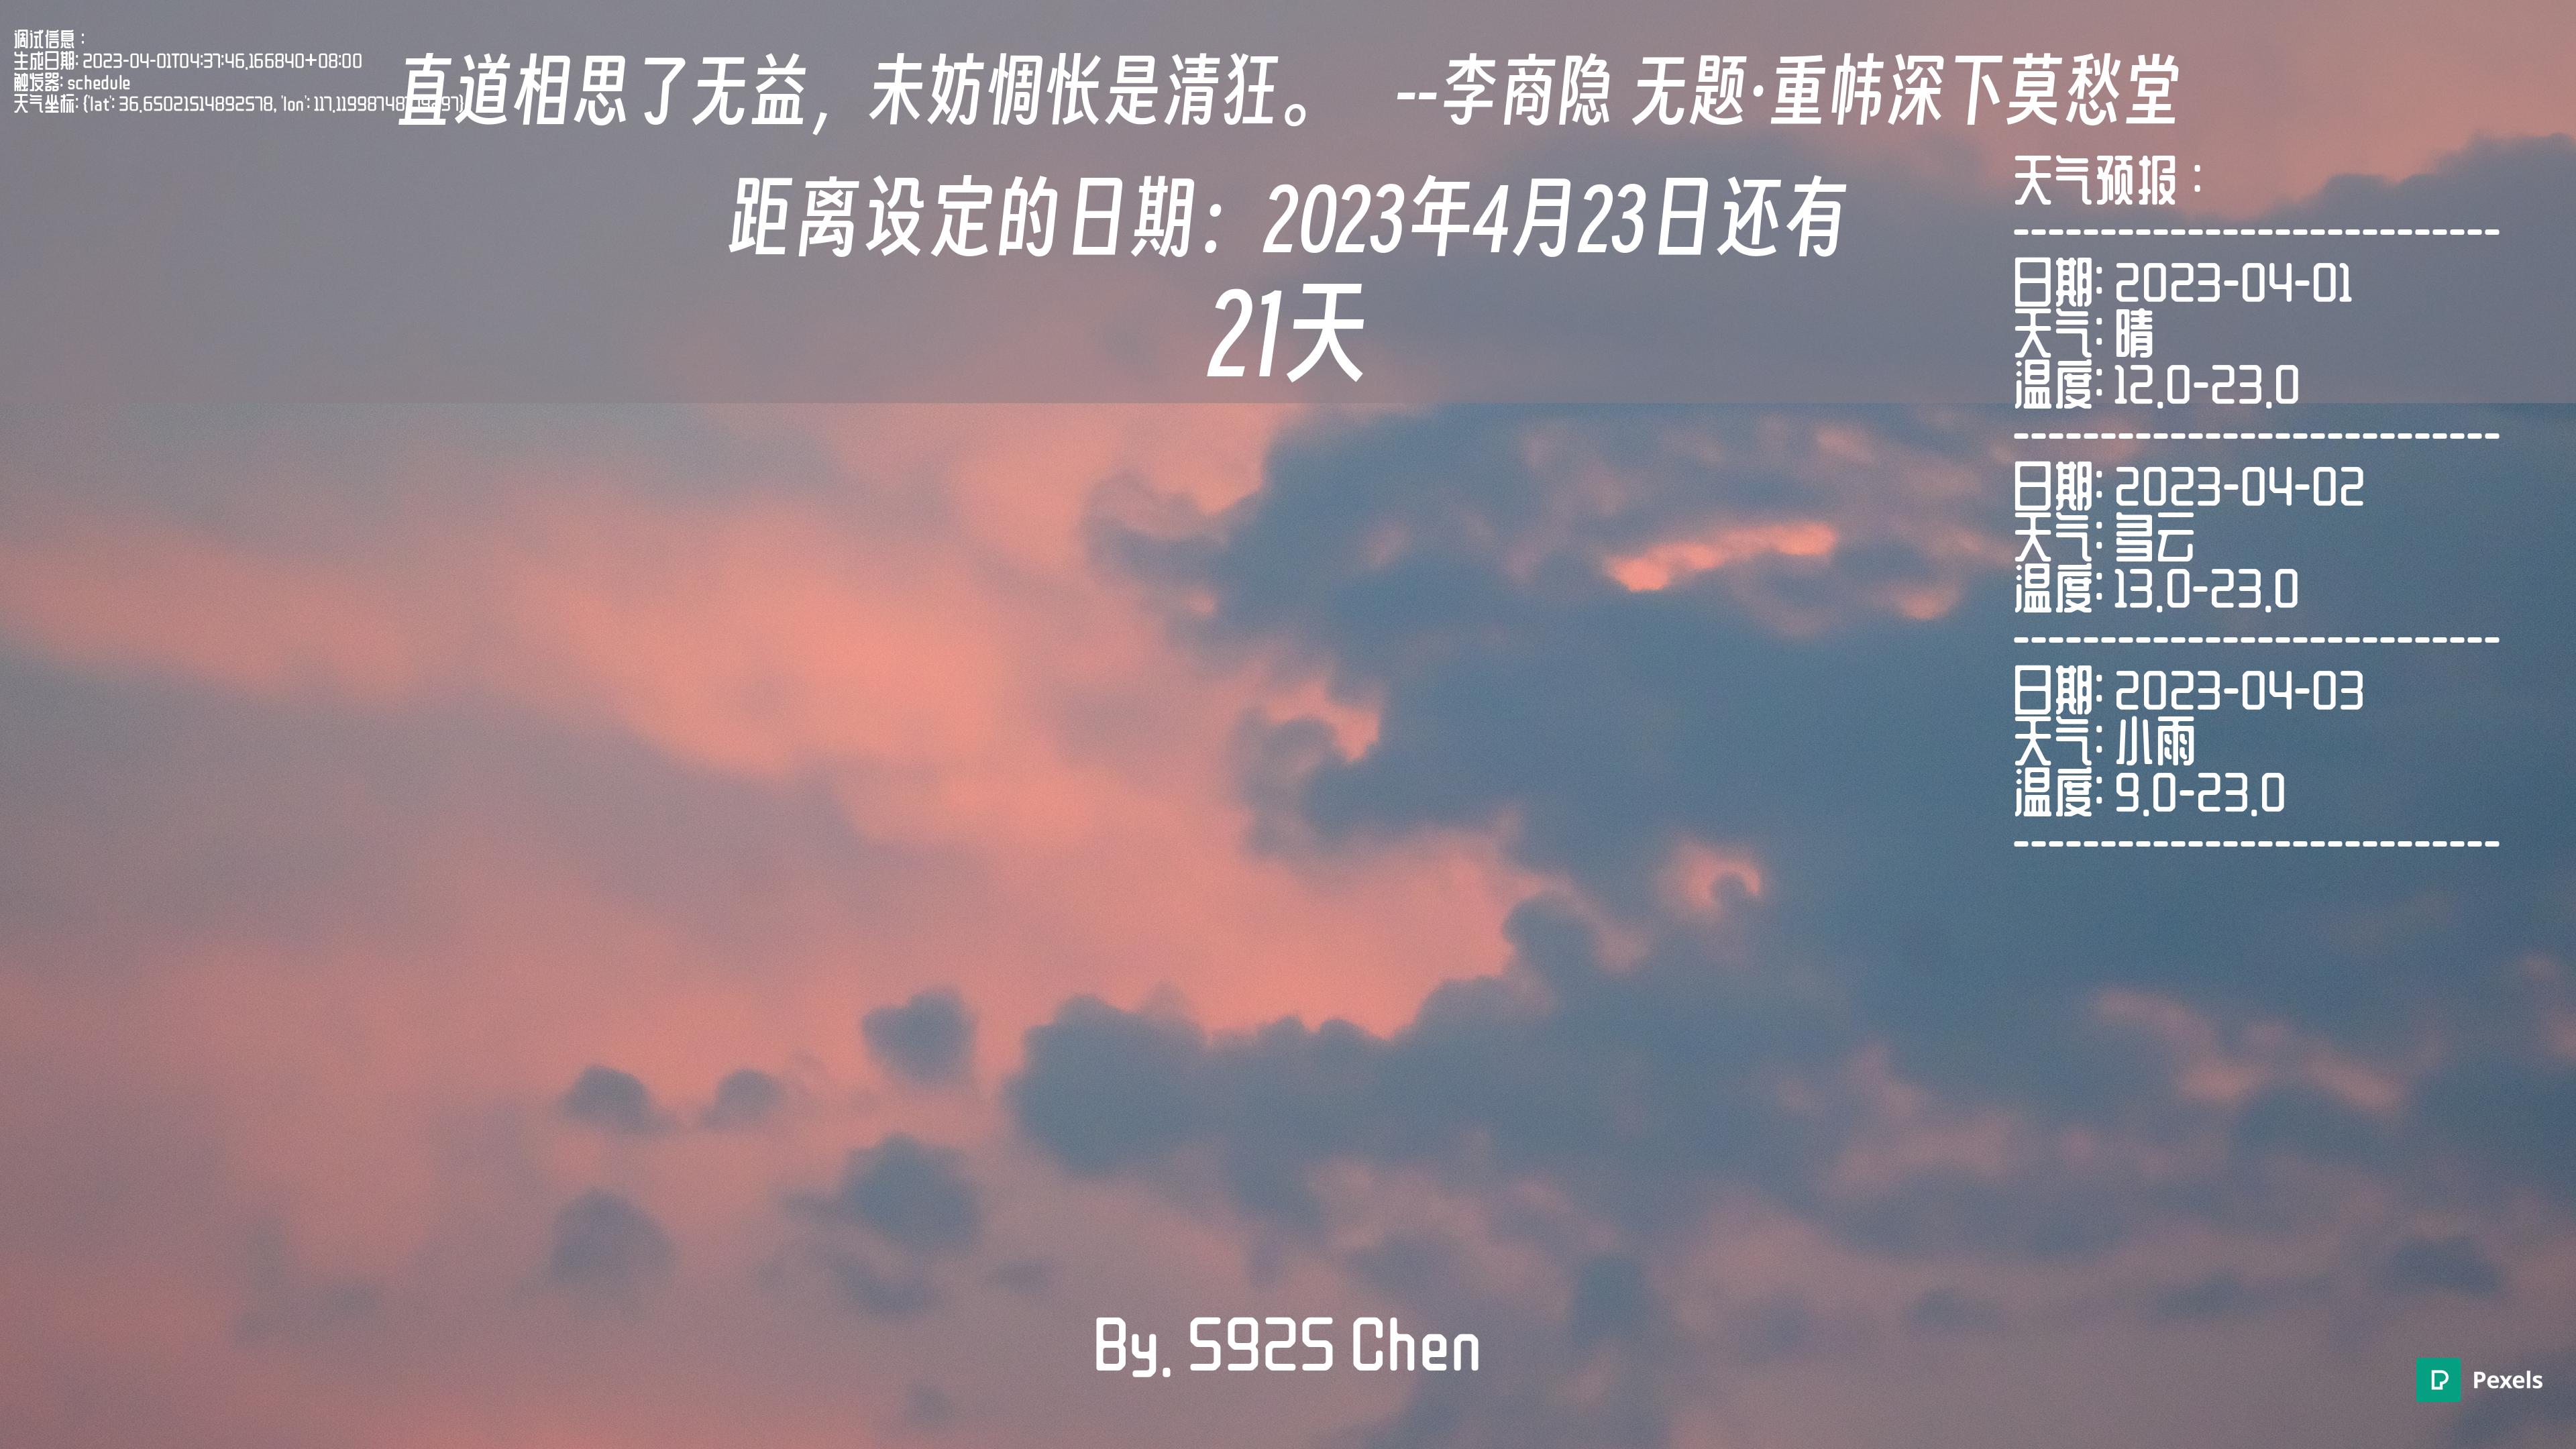 调试信息：
生成日期: 2023-04-01T04:37:46.166840+08:00
触发器: schedule
天气坐标: {'lat': 36.65021514892578, 'lon':
直道相思了无益，未妨惆怅是清狂。 --李商隐 无题·重帏深下莫愁堂
距离设定的日期：2023年4月23日还有
21天
天气预报：
----------------------------
日期: 2023-04-01
天气: 晴
温度: 12.0-23.0
----------------------------
日期: 2023-04-02
天气: 多云
温度: 13.0-23.0
----------------------------
日期: 2023-04-03
天气: 小雨
温度: 9.0-23.0
----------------------------
By. S925 Chen
Pexels